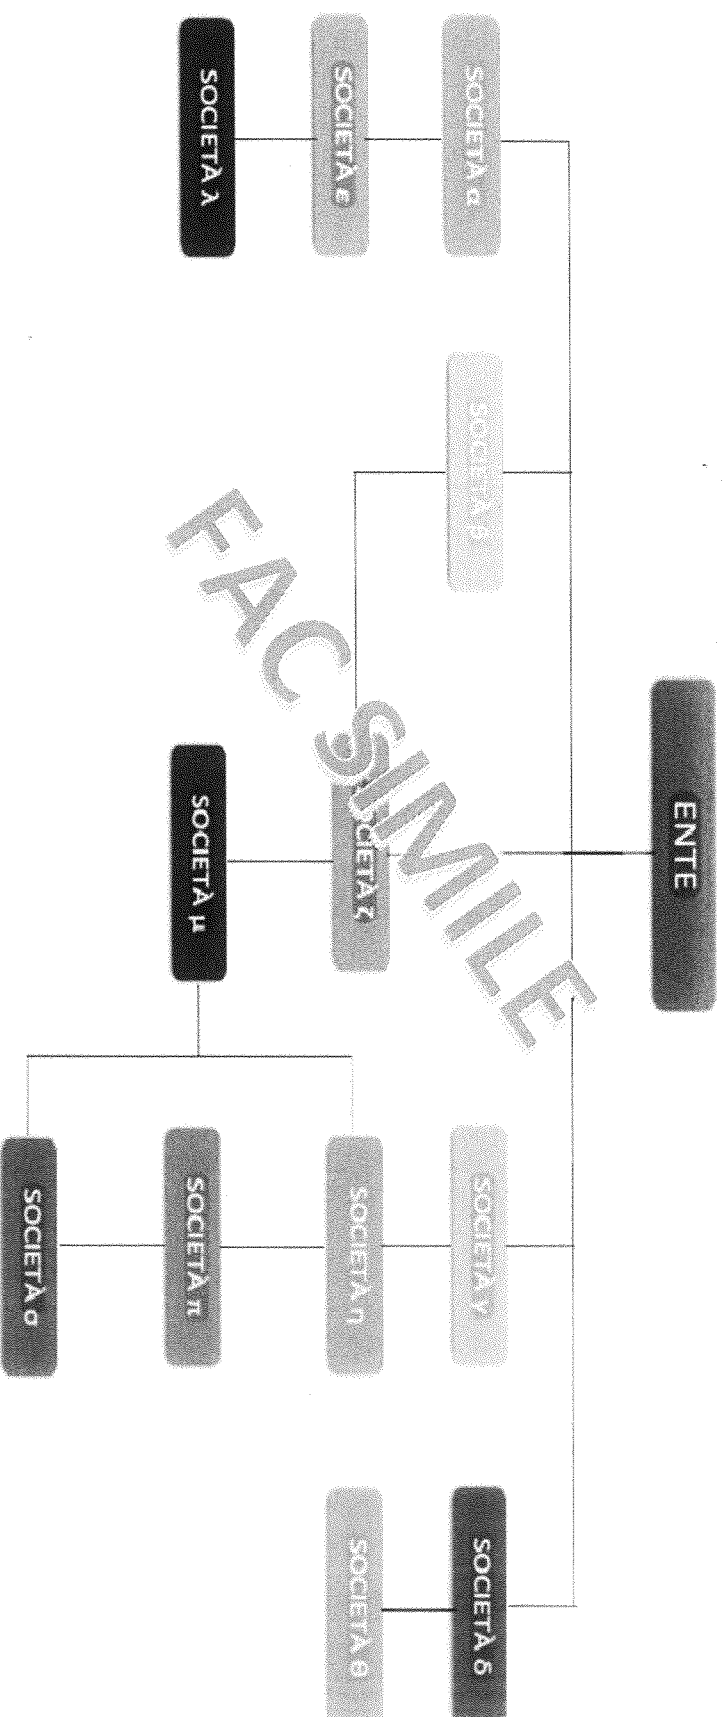 ENTE
SOCIETÀ α
SOCIETÀ β
SOCIETÀ γ
SOCIETÀ δ
SOCIETÀ ε
SOCIETÀ ζ
SOCIETÀ η
SOCIETÀ θ
SOCIETÀ λ
SOCIETÀ μ
SOCIETÀ π
SOCIETÀ σ
FAC SIMILE